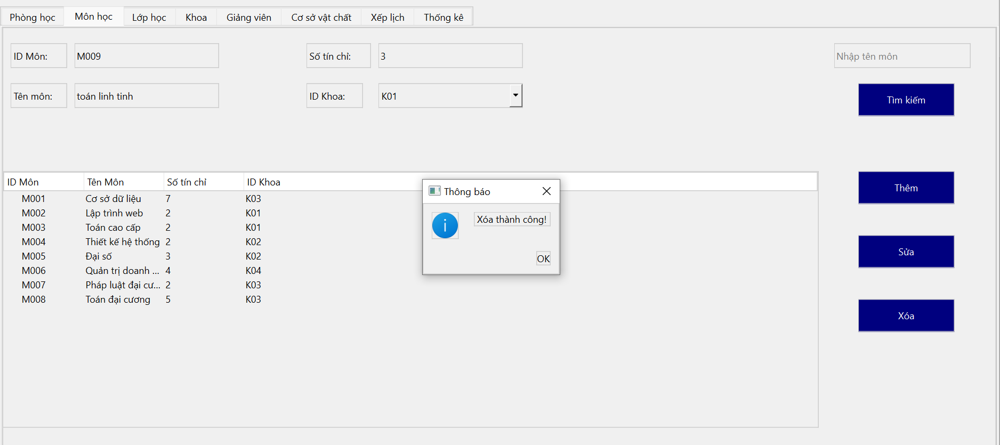 Phòng học Môn học Lớp học Khoa Giảng viên Cơ sở vật chất Xếp lịch Thống kê
ID Môn: M009 Số tín chỉ: 3 Nhập tên môn
Tên môn: toán linh tinh ID Khoa: K01 Tìm kiếm
ID Môn Tên Môn Số tín chỉ ID Khoa
M001 Cơ sở dữ liệu 7 K03
M002 Lập trình web 2 K01
M003 Toán cao cấp 2 K01
M004 Thiết kế hệ thống 2 K02
M005 Đại số 3 K02
M006 Quản trị doanh ... 4 K04
M007 Pháp luật đại cư... 2 K03
M008 Toán đại cương 5 K03
Thông báo
Xóa thành công!
OK
Thêm
Sửa
Xóa